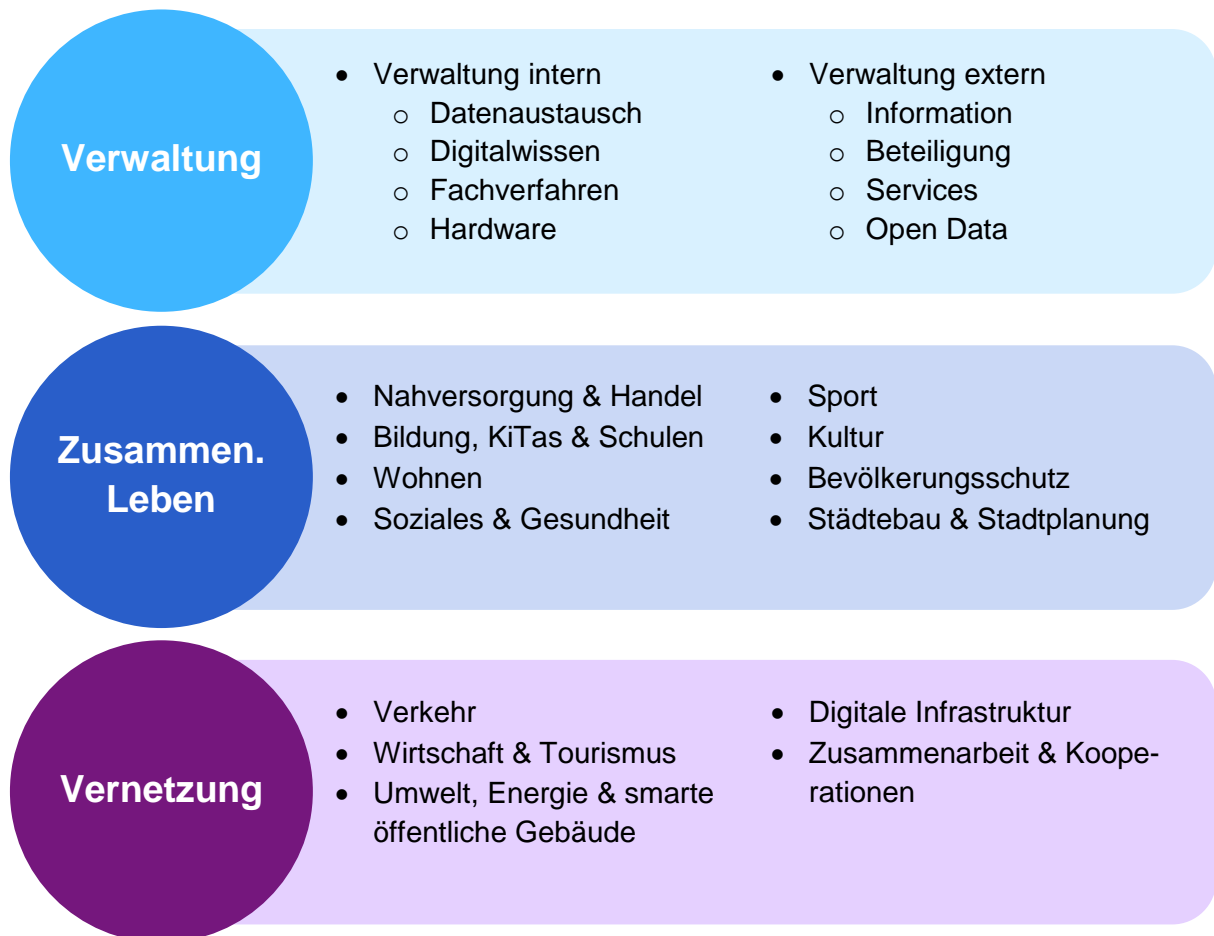 Verwaltung
• Verwaltung intern
o Datenaustausch
o Digitalwissen
o Fachverfahren
o Hardware
• Verwaltung extern
o Information
o Beteiligung
o Services
o Open Data
Zusammen.
Leben
• Nahversorgung & Handel
• Bildung, KiTas & Schulen
• Wohnen
• Soziales & Gesundheit
• Sport
• Kultur
• Bevölkerungsschutz
• Städtebau & Stadtplanung
Vernetzung
• Verkehr
• Wirtschaft & Tourismus
• Umwelt, Energie & smarte
öffentliche Gebäude
• Digitale Infrastruktur
• Zusammenarbeit & Koope-
rationen